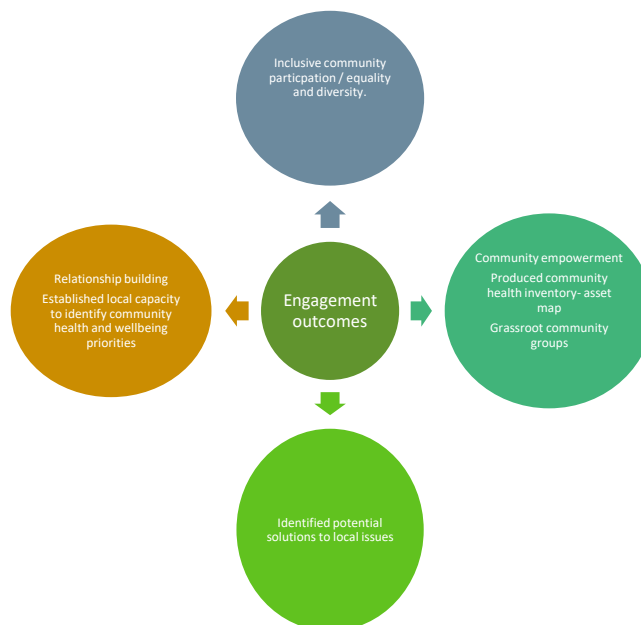 Inclusive community
particpation / equality
and diversity.
Relationship building
Established local capacity
to identify community
health and wellbeing
priorities
Engagement
outcomes
Community empowerment
Produced community
health inventory- asset
map
Grassroot community
groups
Identified potential
solutions to local issues